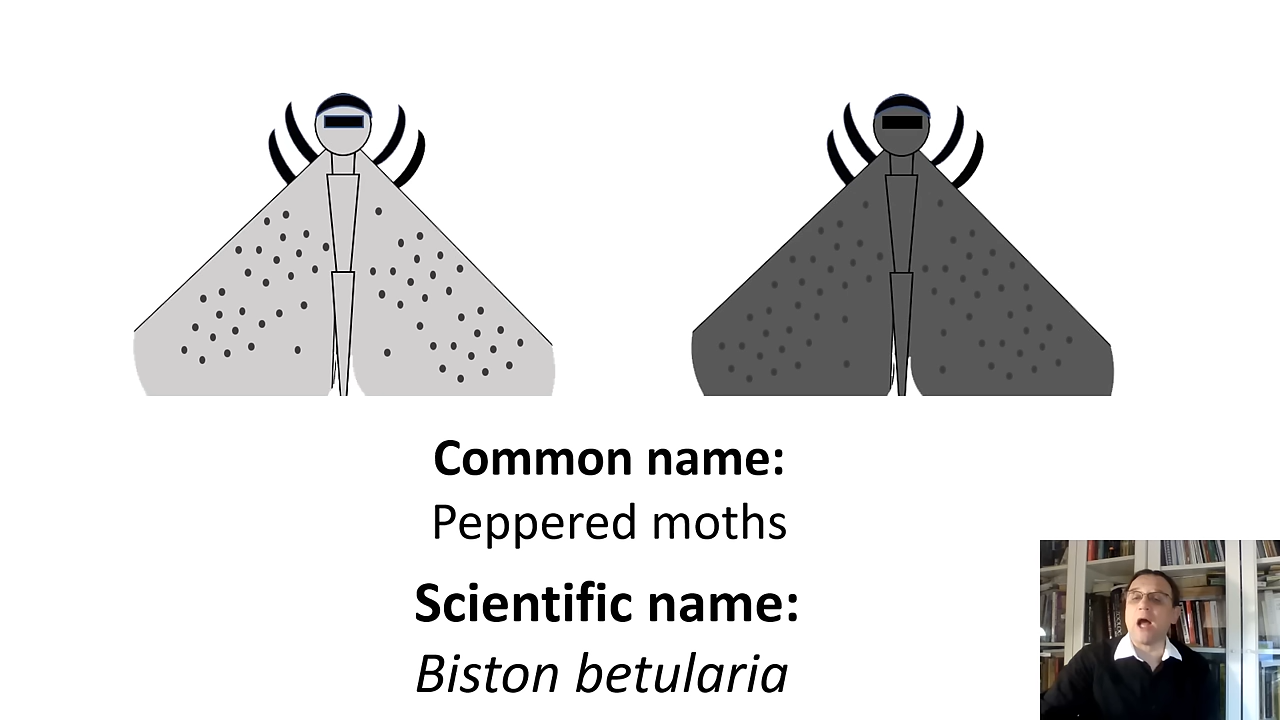 Common name:
Peppered moths
Scientific name:
Biston betularia